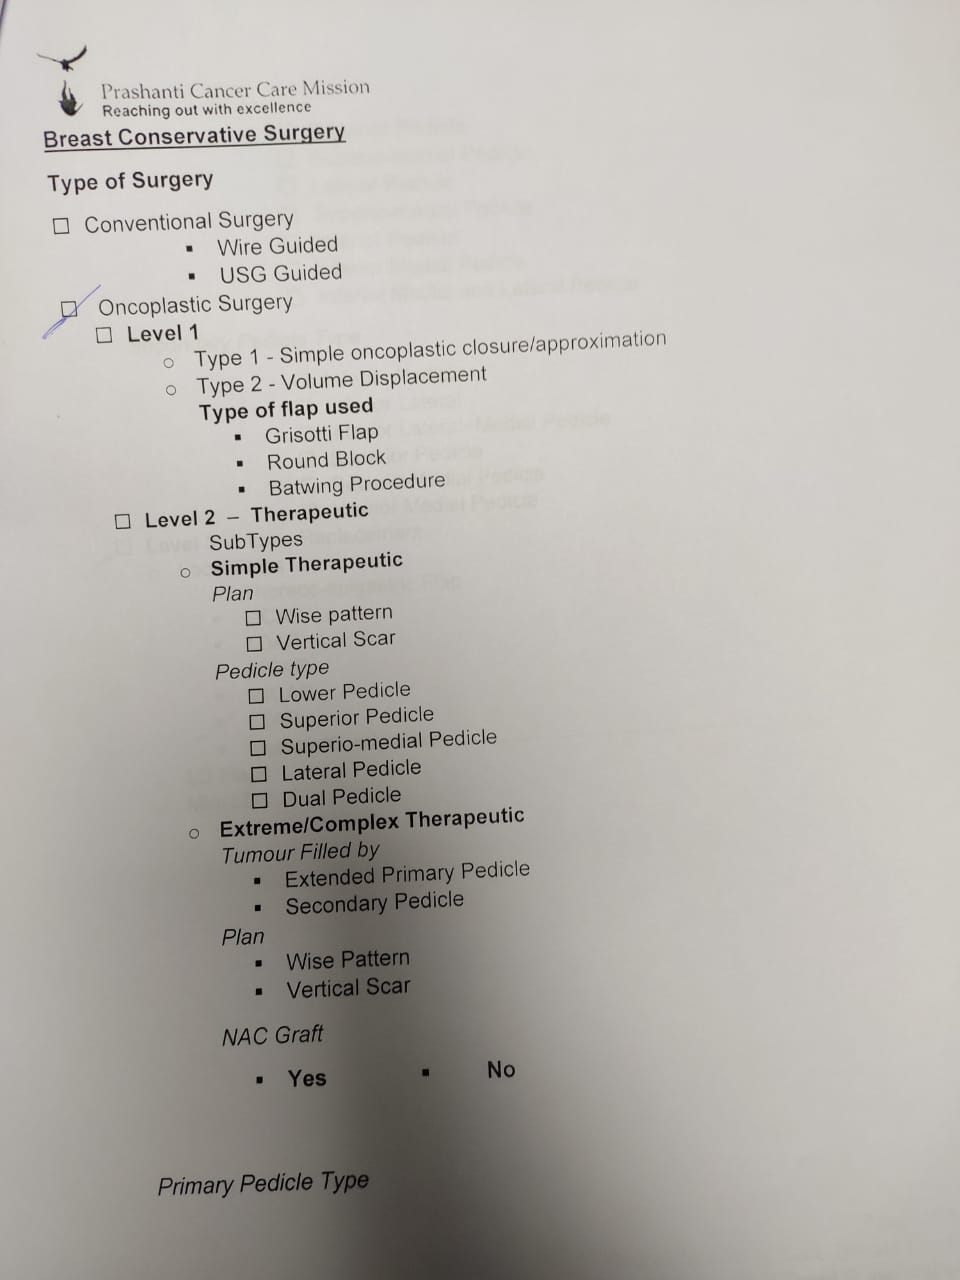 Prashanti Cancer Care Mission
Reaching out with excellence
Breast Conservative Surgery
Type of Surgery
☐ Conventional Surgery
▪ Wire Guided
▪ USG Guided
☑ Oncoplastic Surgery
☐ Level 1
○ Type 1 - Simple oncoplastic closure/approximation
○ Type 2 - Volume Displacement
Type of flap used
▪ Grisotti Flap
▪ Round Block
▪ Batwing Procedure
☐ Level 2 – Therapeutic
SubTypes
○ Simple Therapeutic
Plan
☐ Wise pattern
☐ Vertical Scar
Pedicle type
☐ Lower Pedicle
☐ Superior Pedicle
☐ Superio-medial Pedicle
☐ Lateral Pedicle
☐ Dual Pedicle
○ Extreme/Complex Therapeutic
Tumour Filled by
▪ Extended Primary Pedicle
▪ Secondary Pedicle
Plan
▪ Wise Pattern
▪ Vertical Scar
NAC Graft
▪ Yes ▪ No
Primary Pedicle Type